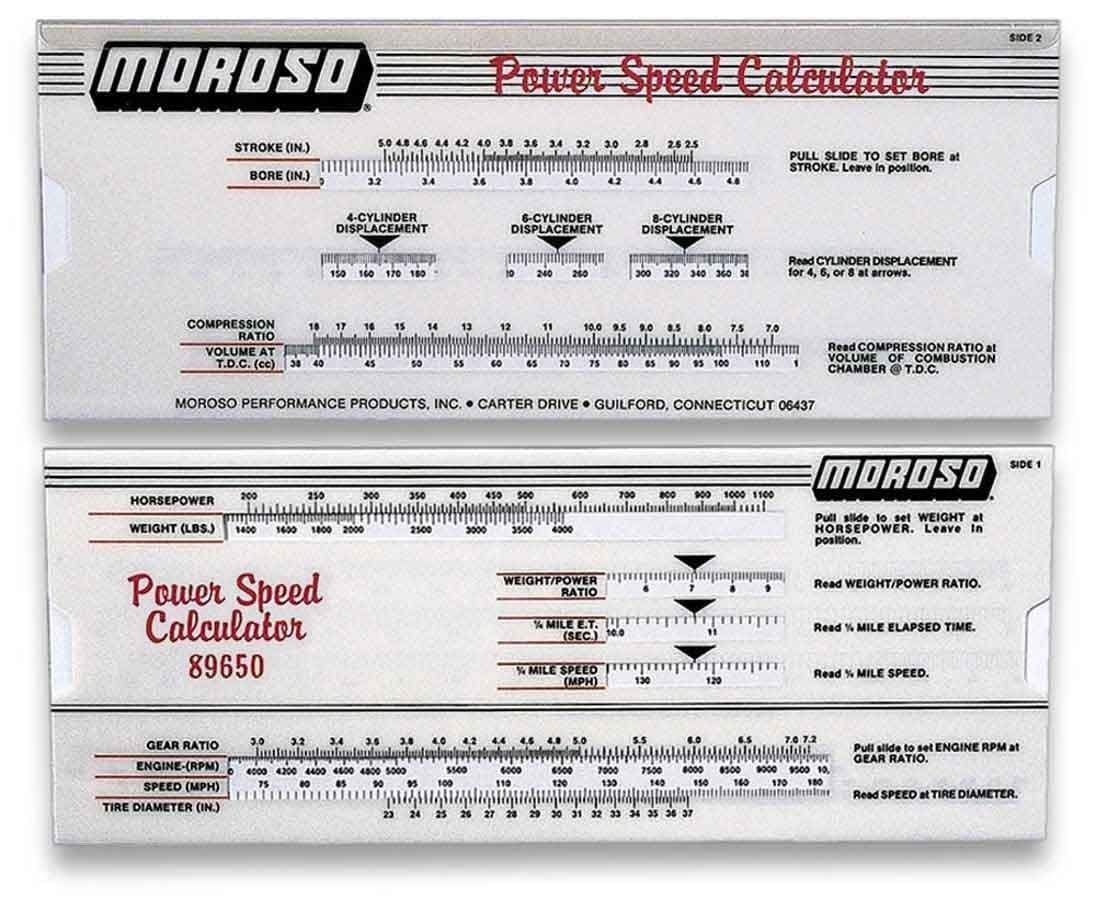 SIDE 2
MOROSO®
Power Speed Calculator
STROKE (IN.)
5.0 4.8 4.6 4.4 4.2 4.0 3.8 3.6 3.4 3.2 3.0 2.8 2.6 2.5
BORE (IN.)
3.2 3.4 3.6 3.8 4.0 4.2 4.4 4.6 4.8
PULL SLIDE TO SET BORE at
STROKE. Leave in position.
4-CYLINDER
DISPLACEMENT
6-CYLINDER
DISPLACEMENT
8-CYLINDER
DISPLACEMENT
150 160 170 180
240 260
300 320 340 360
Read CYLINDER DISPLACEMENT
for 4, 6, or 8 at arrows.
COMPRESSION
RATIO
18 17 16 15 14 13 12 11 10.0 9.5 9.0 8.5 8.0 7.5 7.0
VOLUME AT
T.D.C. (cc)
38 40 45 50 55 60 65 70 75 80 85 90 95 100 110 1
Read COMPRESSION RATIO at
VOLUME OF COMBUSTION
CHAMBER @ T.D.C.
MOROSO PERFORMANCE PRODUCTS, INC. • CARTER DRIVE • GUILFORD, CONNECTICUT 06437
MOROSO
SIDE 1
HORSEPOWER
200 250 300 350 400 450 500 600 700 800 900 1000 1100
WEIGHT (LBS.)
1400 1600 1800 2000 2500 3000 3500 4000
Pull slide to set WEIGHT at
HORSEPOWER. Leave in
position.
Power Speed
Calculator
89650
WEIGHT/POWER
RATIO
6 7 8 9
Read WEIGHT/POWER RATIO.
¼ MILE E.T.
(SEC.)
10.0 11
Read ¼ MILE ELAPSED TIME.
¼ MILE SPEED
(MPH)
130 120
Read ¼ MILE SPEED.
GEAR RATIO
3.0 3.2 3.4 3.6 3.8 4.0 4.2 4.4 4.6 4.8 5.0 5.5 6.0 6.5 7.0 7.2
ENGINE-(RPM)
0 4000 4200 4400 4600 4800 5000 5500 6000 6500 7000 7500 8000 8500 9000 9500 10,
SPEED (MPH)
75 80 85 90 95 100 110 120 130 140 150 160 170 180
TIRE DIAMETER (IN.)
23 24 25 26 27 28 29 30 31 32 33 34 35 36 37
Pull slide to set ENGINE RPM at
GEAR RATIO.
Read SPEED at TIRE DIAMETER.